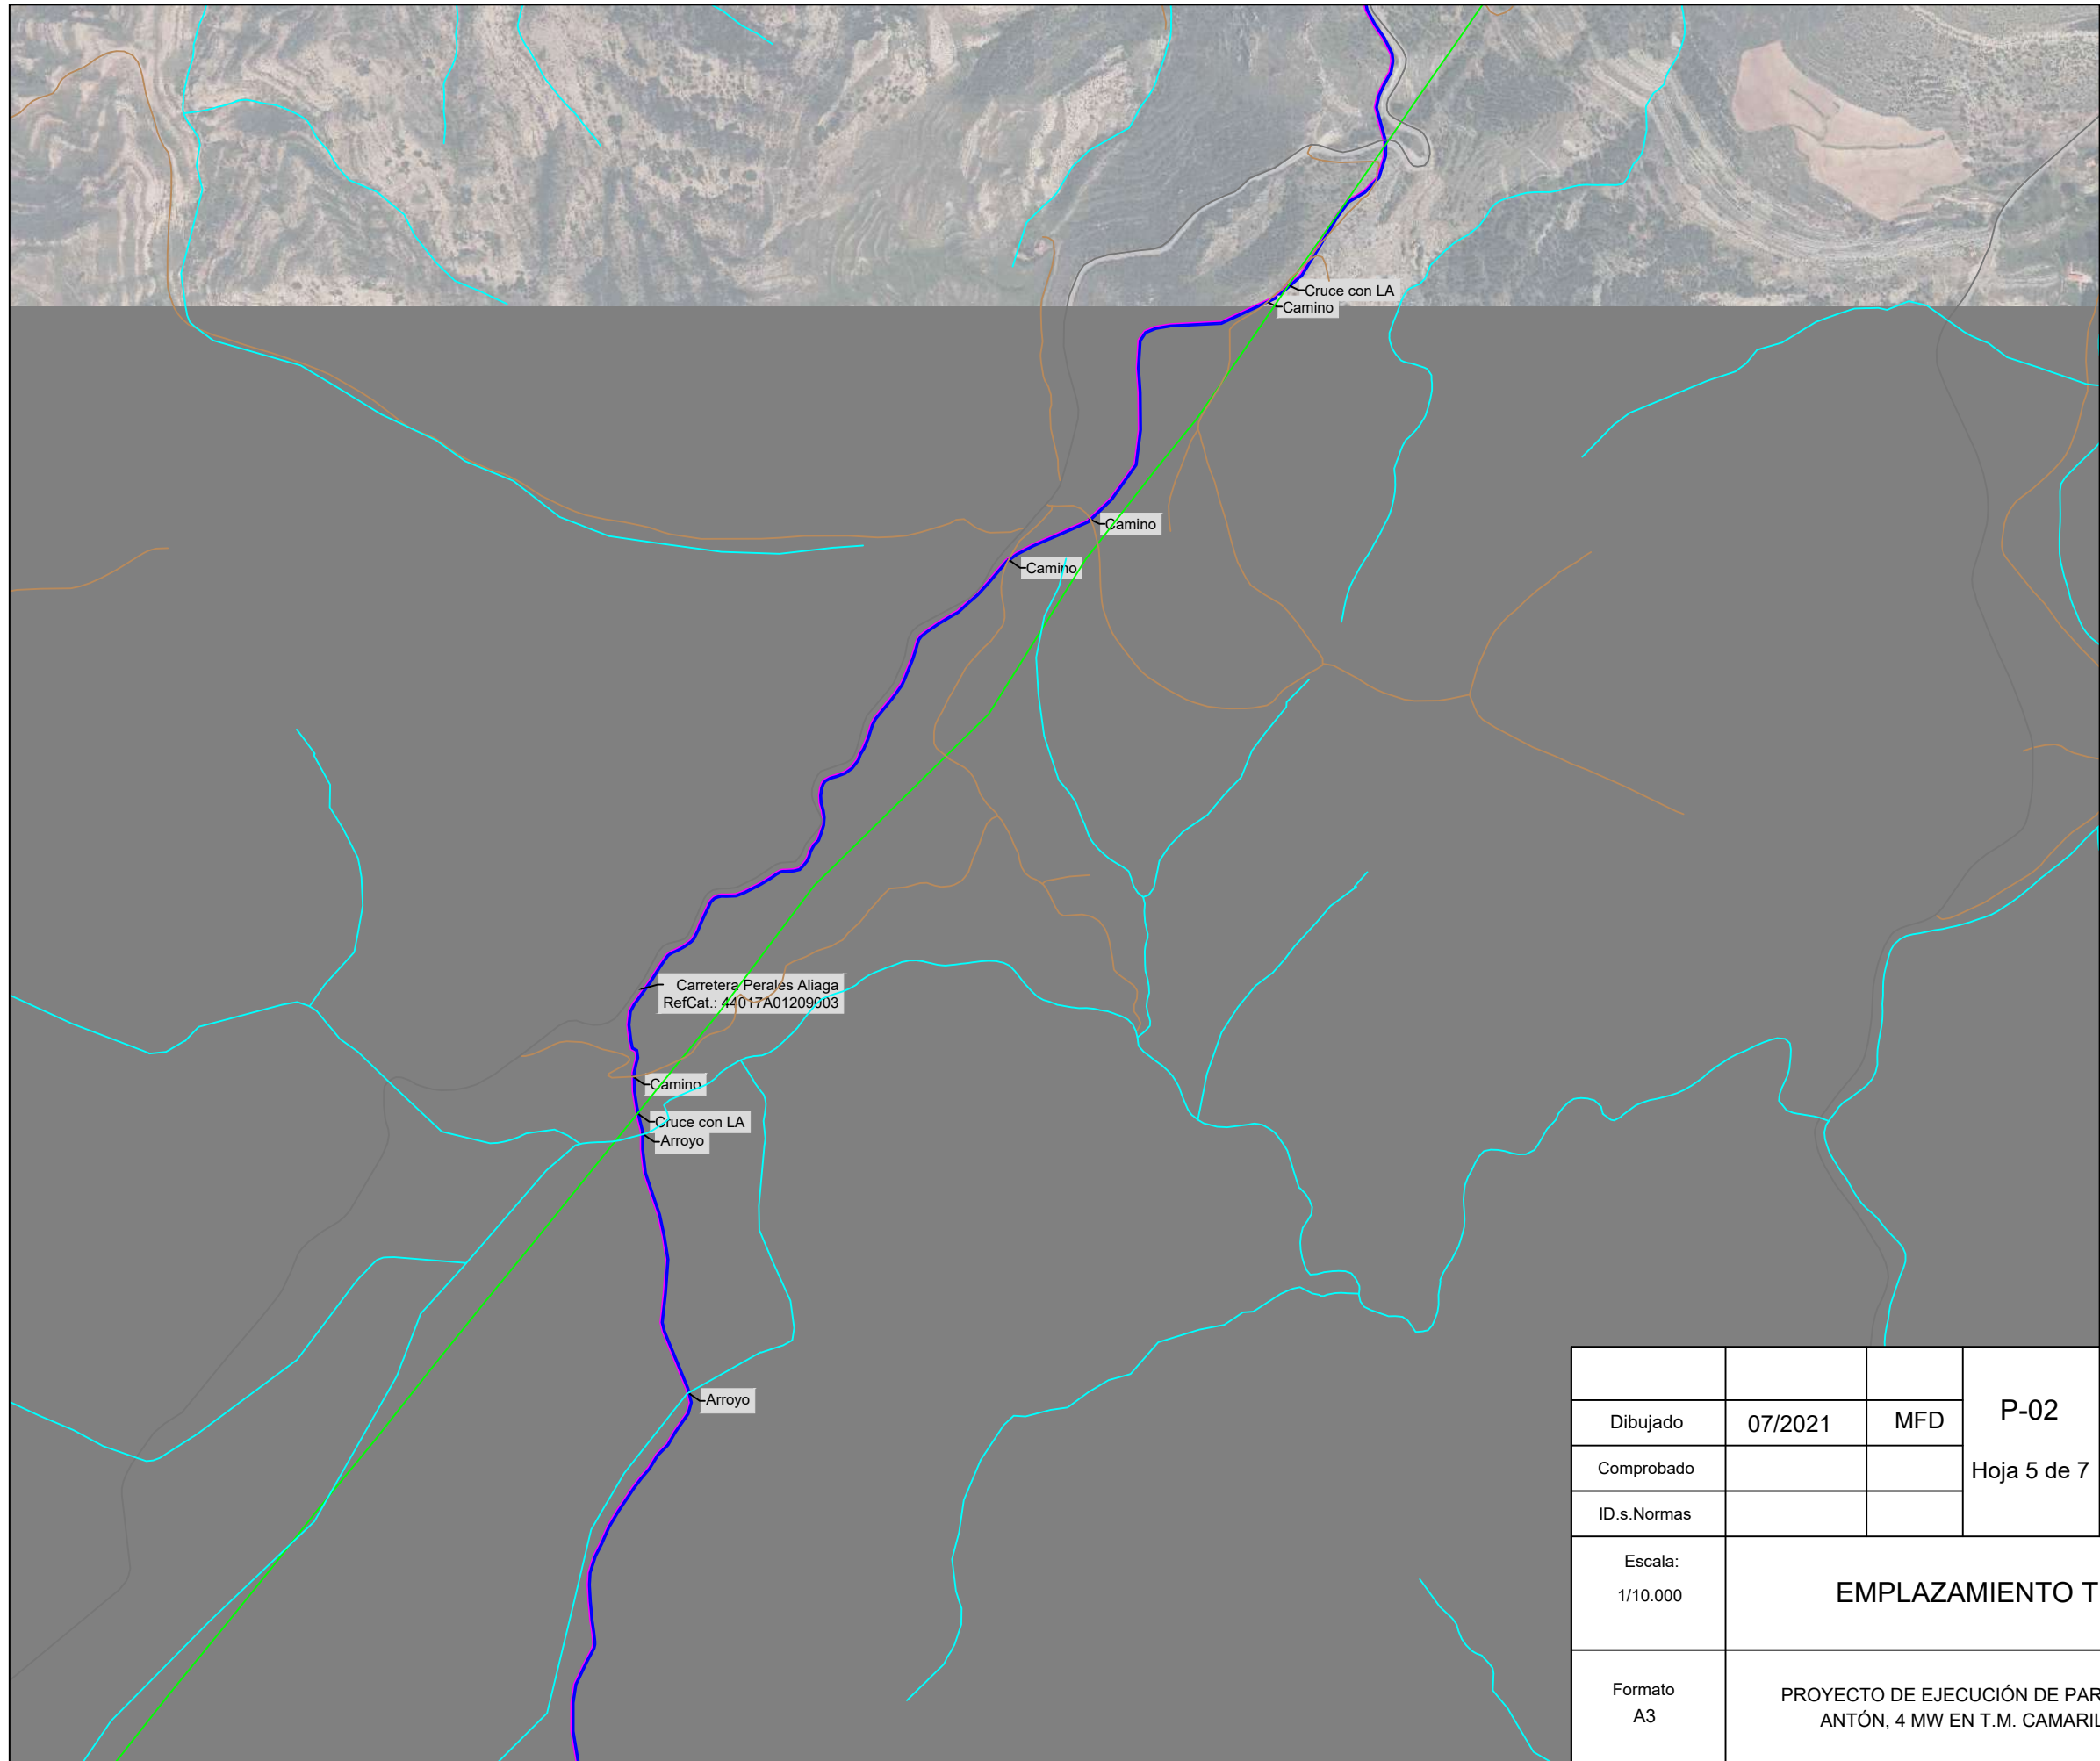 Cruce con LA
Camino
Camino
Camino
Carretera Perales Aliaga
RefCat.: 44017A01209003
Camino
Cruce con LA
Arroyo
Arroyo
Dibujado 07/2021 MFD
P-02
Comprobado
Hoja 5 de 7
ID.s.Normas
Escala:
1/10.000
EMPLAZAMIENTO T
Formato
A3
PROYECTO DE EJECUCIÓN DE PAR
ANTÓN, 4 MW EN T.M. CAMARIL